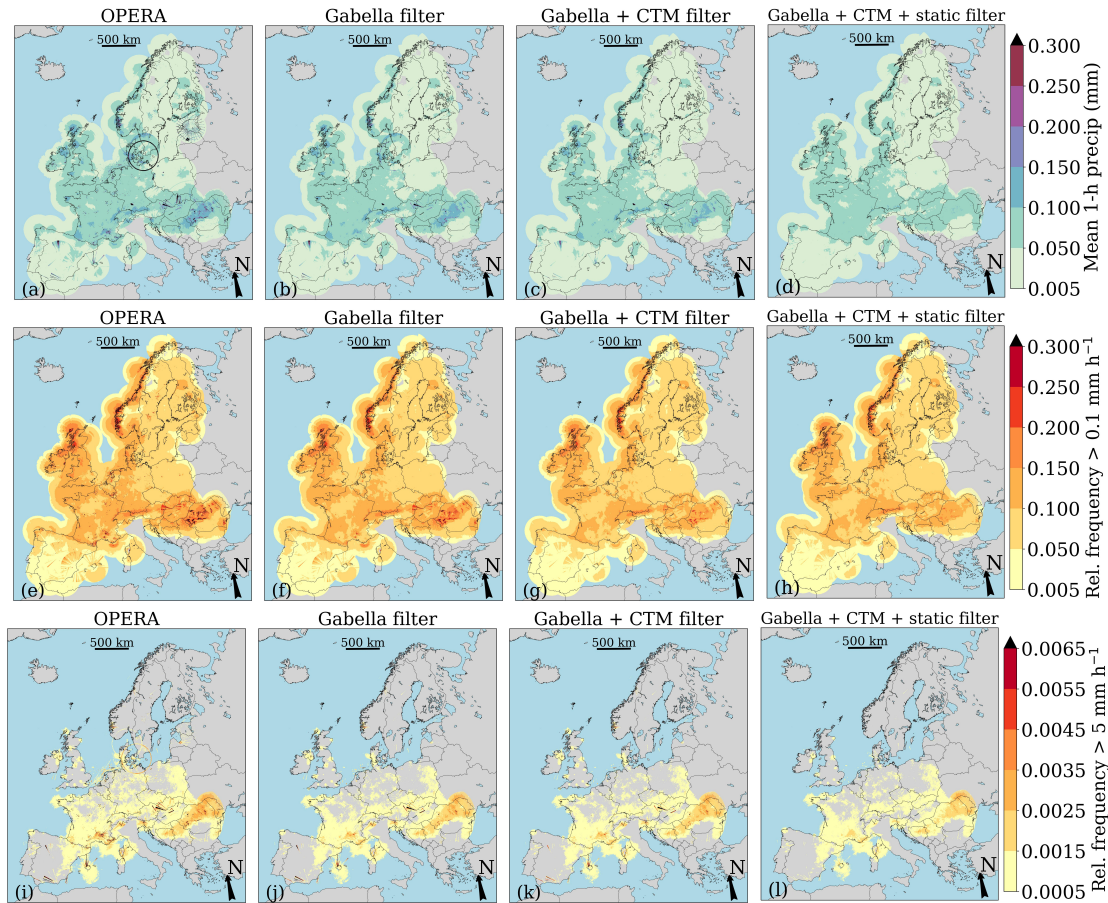 OPERA
Gabella filter
Gabella + CTM filter
Gabella + CTM + static filter
500 km
500 km
500 km
500 km
N
N
N
N
(a)
(b)
(c)
(d)
0.300
0.250
0.200
0.150
0.100
0.050
0.005
Mean 1-h precip (mm)
OPERA
Gabella filter
Gabella + CTM filter
Gabella + CTM + static filter
500 km
500 km
500 km
500 km
N
N
N
N
(e)
(f)
(g)
(h)
0.300
0.250
0.200
0.150
0.100
0.050
0.005
Rel. frequency > 0.1 mm h⁻¹
OPERA
Gabella filter
Gabella + CTM filter
Gabella + CTM + static filter
500 km
500 km
500 km
500 km
N
N
N
N
(i)
(j)
(k)
(l)
0.0065
0.0055
0.0045
0.0035
0.0025
0.0015
0.0005
Rel. frequency > 5 mm h⁻¹